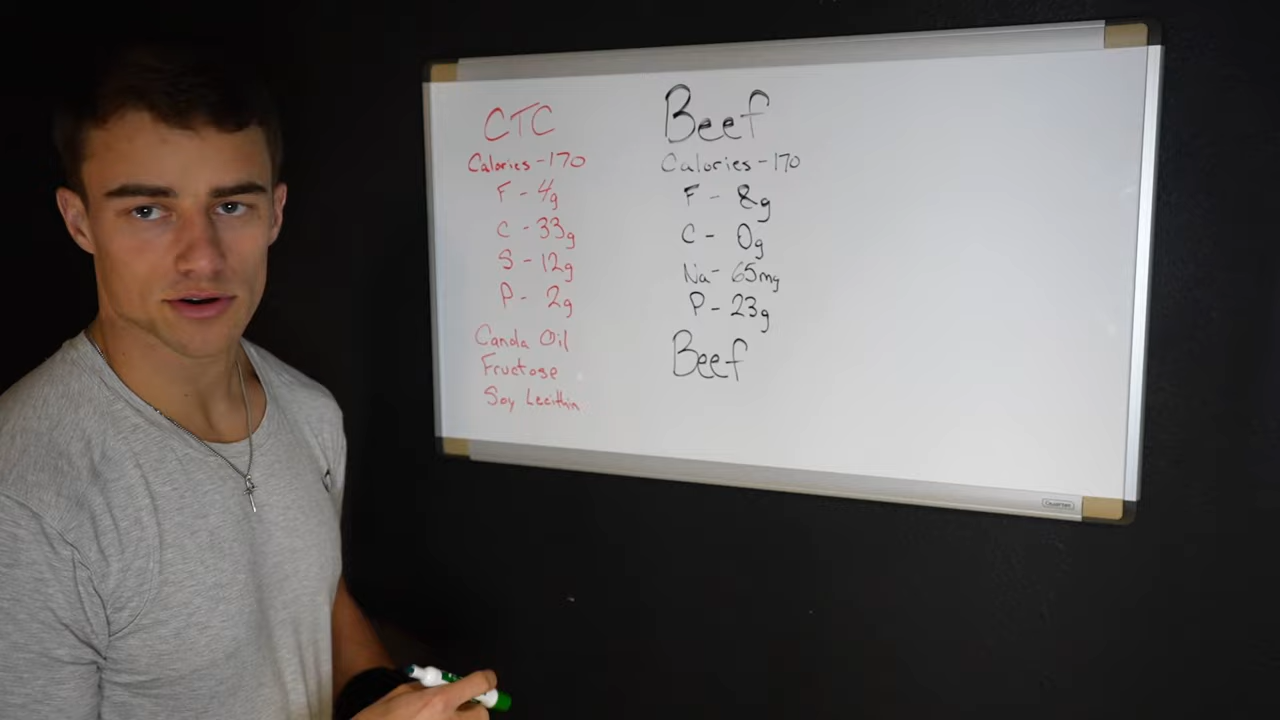 CTC
Calories - 170
F - 4g
C - 33g
S - 12g
P - 2g
Canola Oil
Fructose
Soy Lecithin
Beef
Calories - 170
F - 8g
C - 0g
Na - 65mg
P - 23g
Beef
Quartet